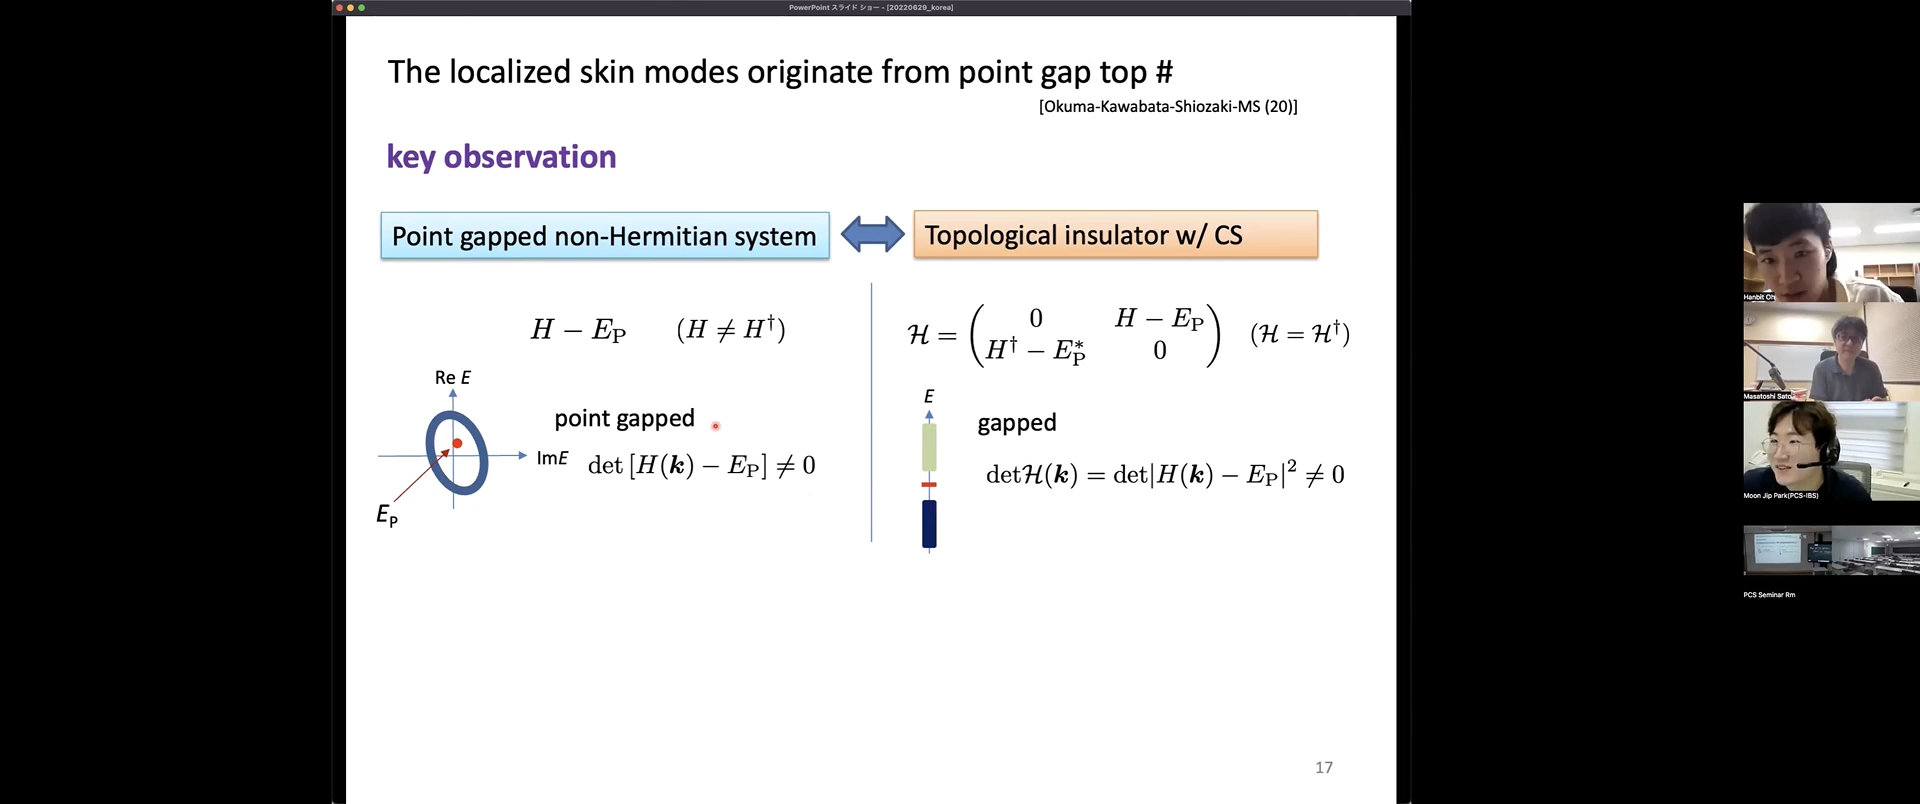 PowerPoint スライド ショー - [20220629_korea]
The localized skin modes originate from point gap top #
[Okuma-Kawabata-Shiozaki-MS (20)]
key observation
Point gapped non-Hermitian system
Topological insulator w/ CS
H − E_P (H ≠ H†)
ℋ = ( 0 H − E_P
H† − E_P* 0 ) (ℋ = ℋ†)
Re E
E
point gapped
gapped
ImE
det [H(k) − E_P] ≠ 0
detℋ(k) = det|H(k) − E_P|² ≠ 0
E_P
17
Hanbit Oh
Masatoshi Sato
Moon Jip Park(PCS-IBS)
PCS Seminar Rm